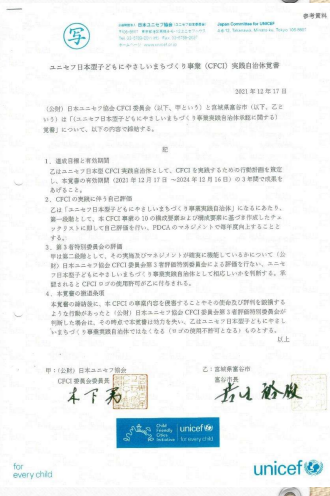 参考資料
写
公益財団法人 日本ユニセフ協会(ユニセフ日本委員会)
Japan Committee for UNICEF
ユニセフ日本型子どもにやさしいまちづくり事業(CFCI)実践自治体覚書
2021年12月17日
(公財)日本ユニセフ協会CFCI委員会(以下、甲という)と宮城県富谷市(以下、乙とい
う)は「(ユニセフ日本型子どもにやさしいまちづくり事業実践自治体承認に関する)
覚書」について、以下の内容で締結する。
記
1.達成目標と有効期間
乙はユニセフ日本型CFCI実践自治体として、CFCIを実践するための行動計画を策定
し、本覚書の有効期間(2021年12月17日~2024年12月16日)の3年間で成果を
あげること。
2.CFCIの実践に伴う自己評価
乙は「ユニセフ日本型子どもにやさしいまちづくり事業実践自治体」になるにあたり、
第一段階として、本CFCI事業の10の構成要素および構成要素に基づき作成したチェ
ックリストに即して自己評価を行い、PDCAのマネジメントで毎年度向上すること
する。
3.第3者特別委員会の評価
甲は第二段階として、その実施及びマネジメントが確実に機能しているかについて(公
財)日本ユニセフ協会CFCI委員会第3者評価特別委員会による評価を行ない、ユニセ
フ日本型子どもにやさしいまちづくり事業実践自治体として相応しいかを判断する。承
認されるとCFCIロゴの使用許可が乙に与えられる。
4.本覚書の撤退条項
本覚書の締結後に、本CFCIの事業内容を侵害することやその使命及び評判を毀損する
ような行動があったと(公財)日本ユニセフ協会CFCI委員会第3者評価特別委員会が
判断した場合は、その時点で本覚書は効力を失い、乙はユニセフ日本型子どもにやさし
いまちづくり事業実践自治体ではなくなる(ロゴの使用不許可となる)ものとする。
以上
甲:(公財)日本ユニセフ協会
CFCI委員会委員長
乙:宮城県富谷市
富谷市長
Child
Friendly
Cities
Initiative
unicef
for every child
for
every child
unicef